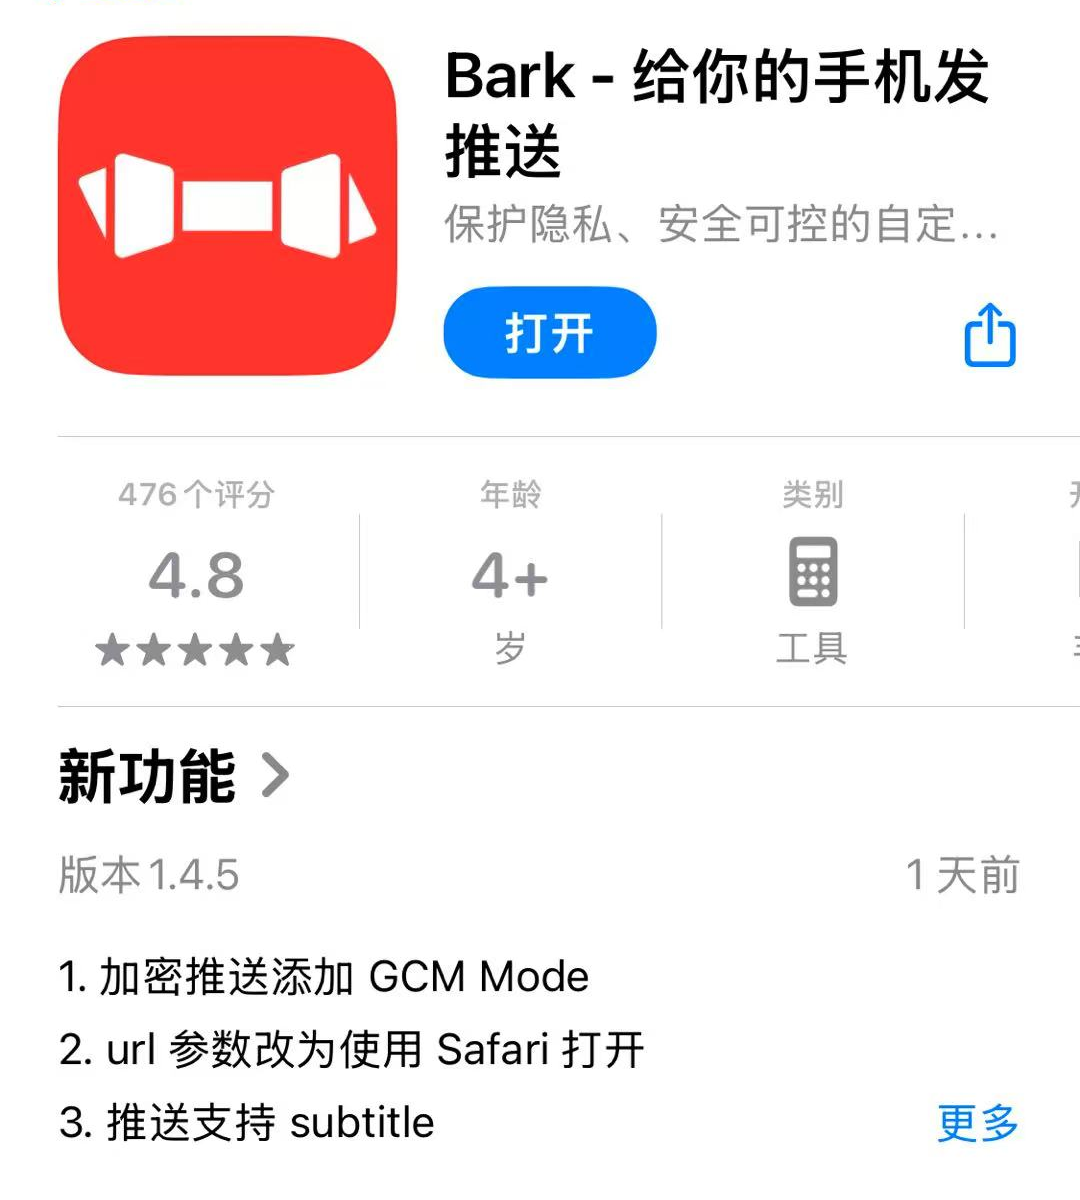 Bark - 给你的手机发
推送
保护隐私、安全可控的自定...
打开
476个评分
年龄
类别
4.8
4+
岁
工具
新功能
版本 1.4.5
1 天前
1. 加密推送添加 GCM Mode
2. url 参数改为使用 Safari 打开
3. 推送支持 subtitle
更多